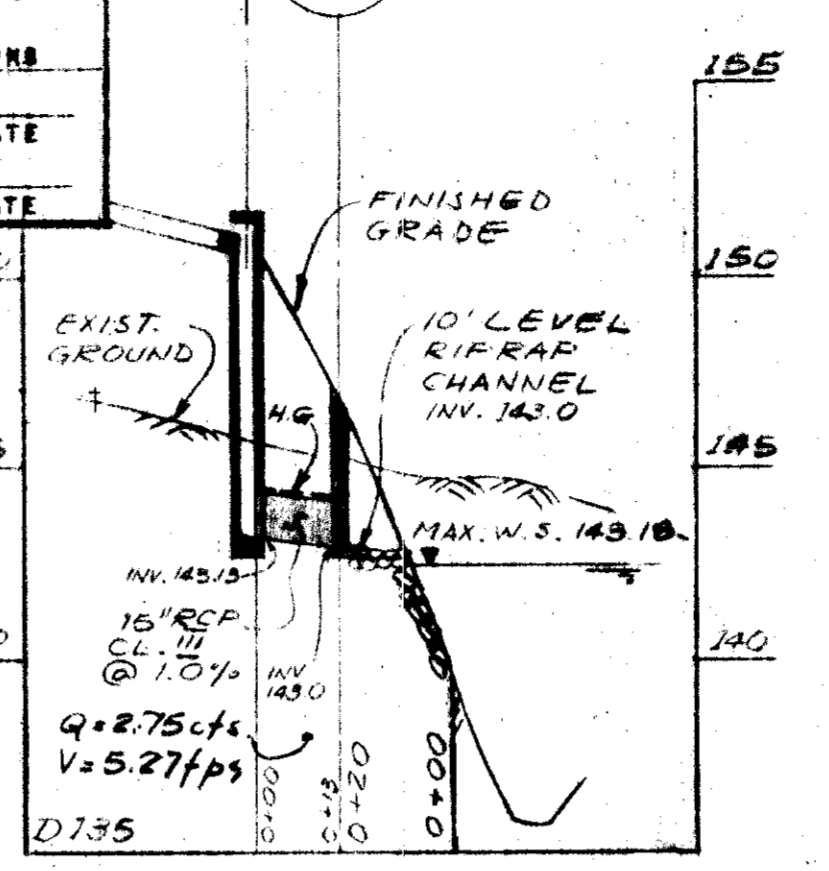 155
FINISHED
GRADE
150
EXIST.
GROUND
10' LEVEL
RIPRAP
CHANNEL
INV. 143.0
H.G
145
MAX. W. S. 143.18
INV. 143.13
15" RCP
CL. III
@ 1.0%
INV
143.0
140
Q = 2.75 cfs
V = 5.27 fps
0+00
0+13
0+20
0+00
D 135